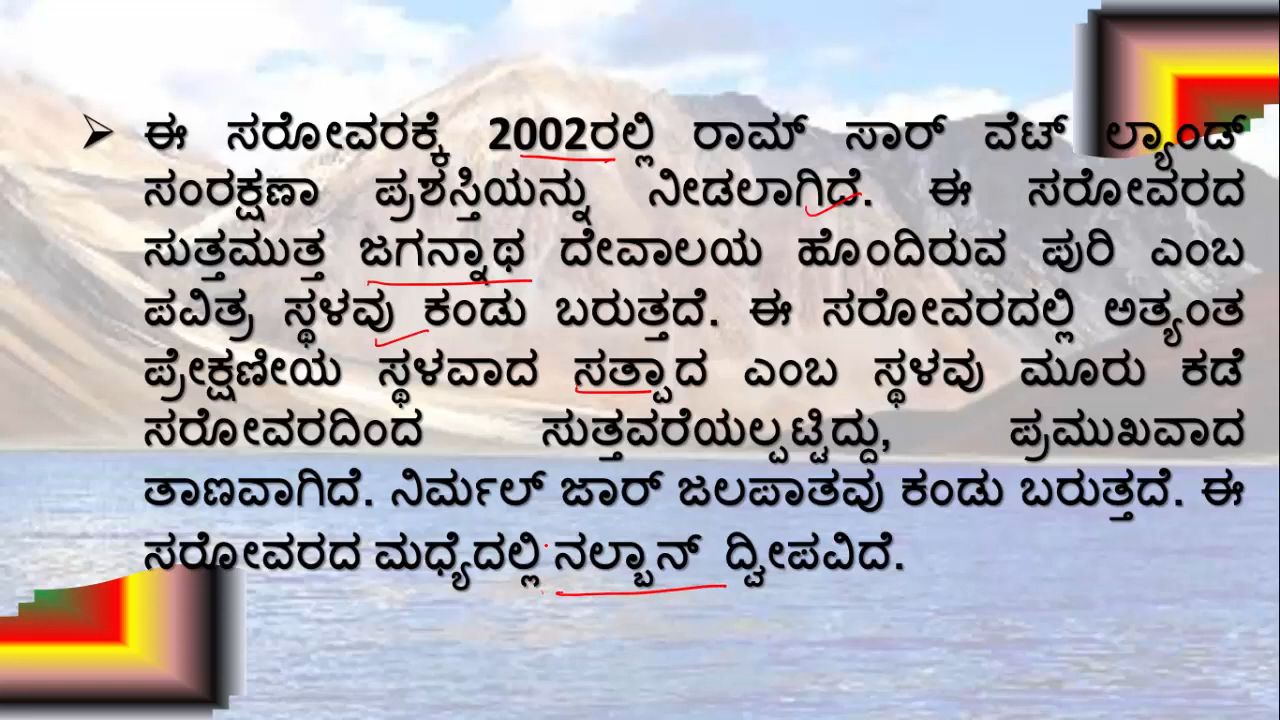 ➢ ಈ ಸರೋವರಕ್ಕೆ 2002ರಲ್ಲಿ ರಾಮ್ ಸಾರ್ ವೆಟ್ ಲ್ಯಾಂಡ್
ಸಂರಕ್ಷಣಾ ಪ್ರಶಸ್ತಿಯನ್ನು ನೀಡಲಾಗಿದೆ. ಈ ಸರೋವರದ
ಸುತ್ತಮುತ್ತ ಜಗನ್ನಾಥ ದೇವಾಲಯ ಹೊಂದಿರುವ ಪುರಿ ಎಂಬ
ಪವಿತ್ರ ಸ್ಥಳವು ಕಂಡು ಬರುತ್ತದೆ. ಈ ಸರೋವರದಲ್ಲಿ ಅತ್ಯಂತ
ಪ್ರೇಕ್ಷಣೀಯ ಸ್ಥಳವಾದ ಸತ್ಪಾದ ಎಂಬ ಸ್ಥಳವು ಮೂರು ಕಡೆ
ಸರೋವರದಿಂದ ಸುತ್ತವರೆಯಲ್ಪಟ್ಟಿದ್ದು, ಪ್ರಮುಖವಾದ
ತಾಣವಾಗಿದೆ. ನಿರ್ಮಲ್ ಜಾರ್ ಜಲಪಾತವು ಕಂಡು ಬರುತ್ತದೆ. ಈ
ಸರೋವರದ ಮಧ್ಯೆದಲ್ಲಿ ನಲ್ಬಾನ್ ದ್ವೀಪವಿದೆ.